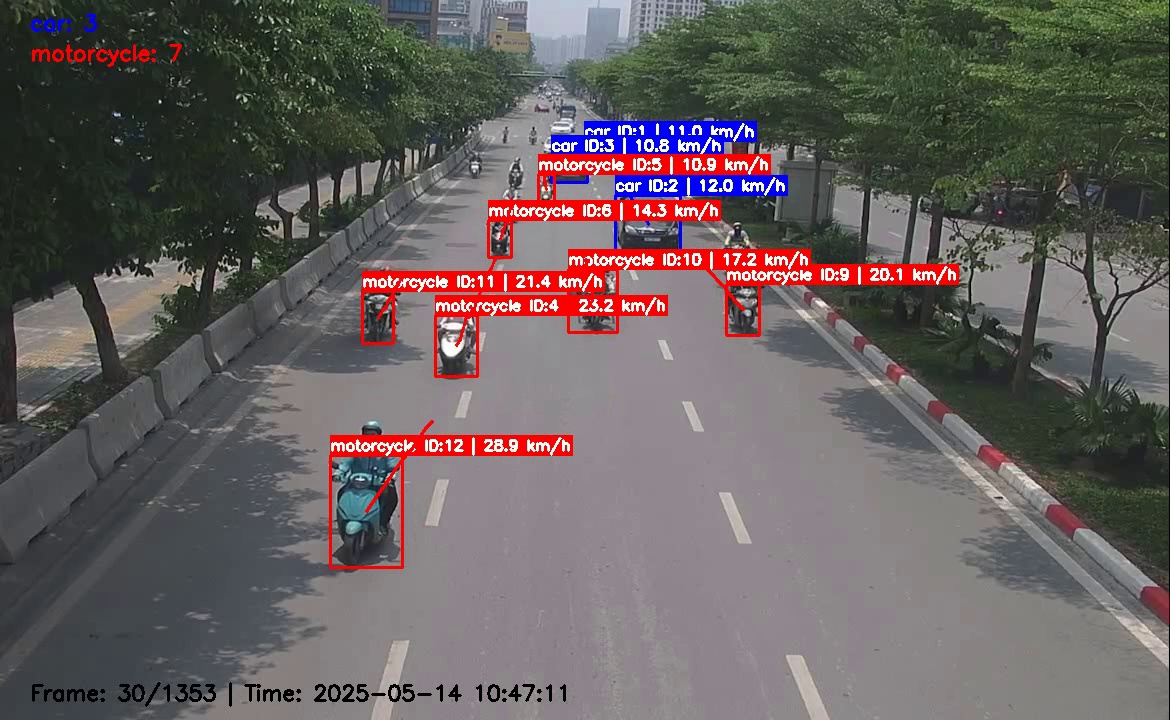 car: 3
motorcycle: 7
car ID:1 | 11.0 km/h
car ID:3 | 10.8 km/h
motorcycle ID:5 | 10.9 km/h
car ID:2 | 12.0 km/h
motorcycle ID:6 | 14.3 km/h
motorcycle ID:10 | 17.2 km/h
motorcycle ID:9 | 20.1 km/h
motorcycle ID:11 | 21.4 km/h
motorcycle ID:4 23.2 km/h
motorcycle ID:12 | 28.9 km/h
Frame: 30/1353 | Time: 2025-05-14 10:47:11